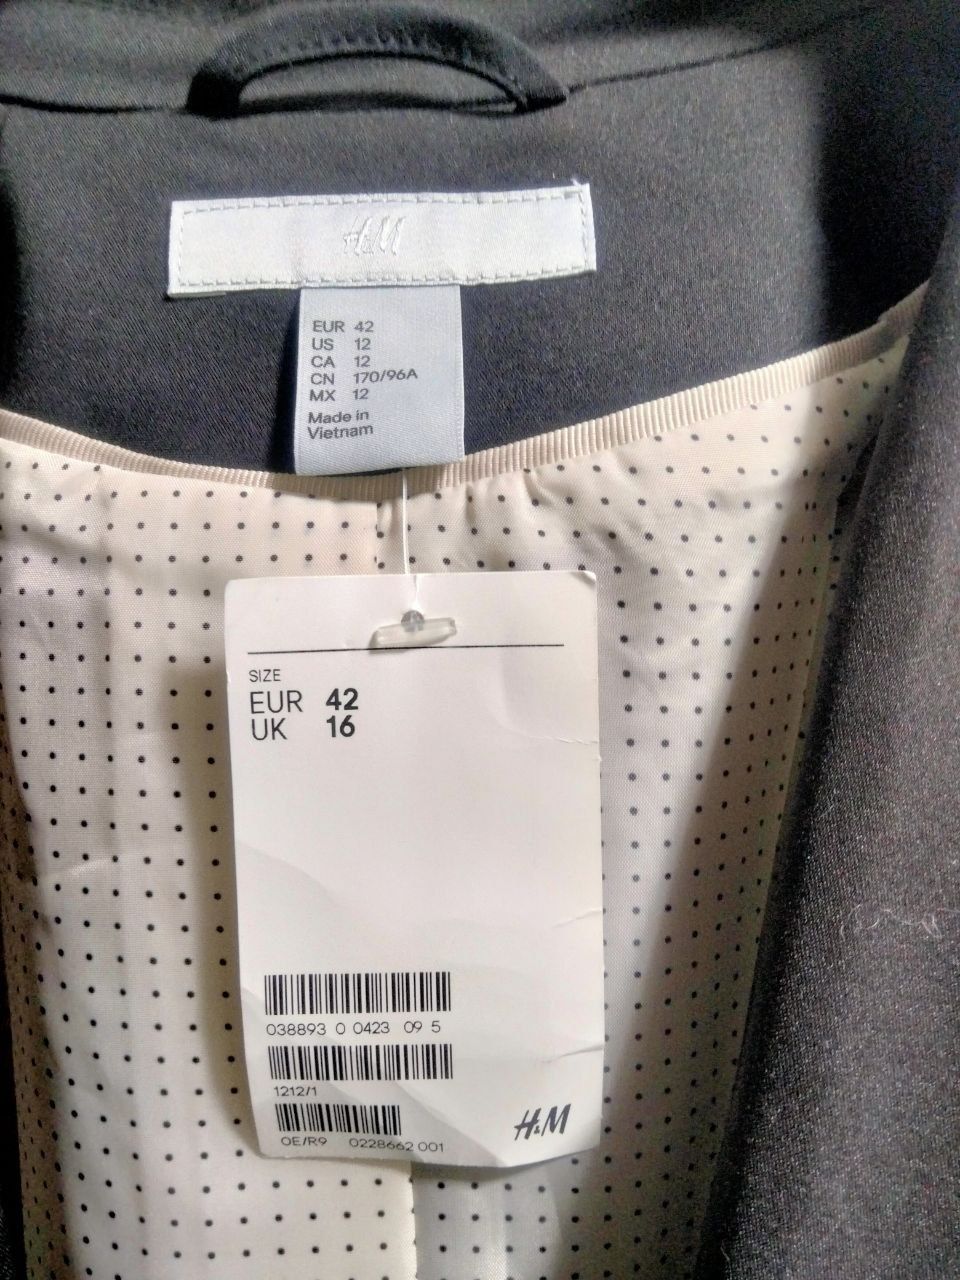 H&M
EUR 42
US 12
CA 12
CN 170/96A
MX 12
Made in
Vietnam
SIZE
EUR 42
UK 16
038893 0 0423 09 5
1212/1
OE/R9 0228662 001
H&M